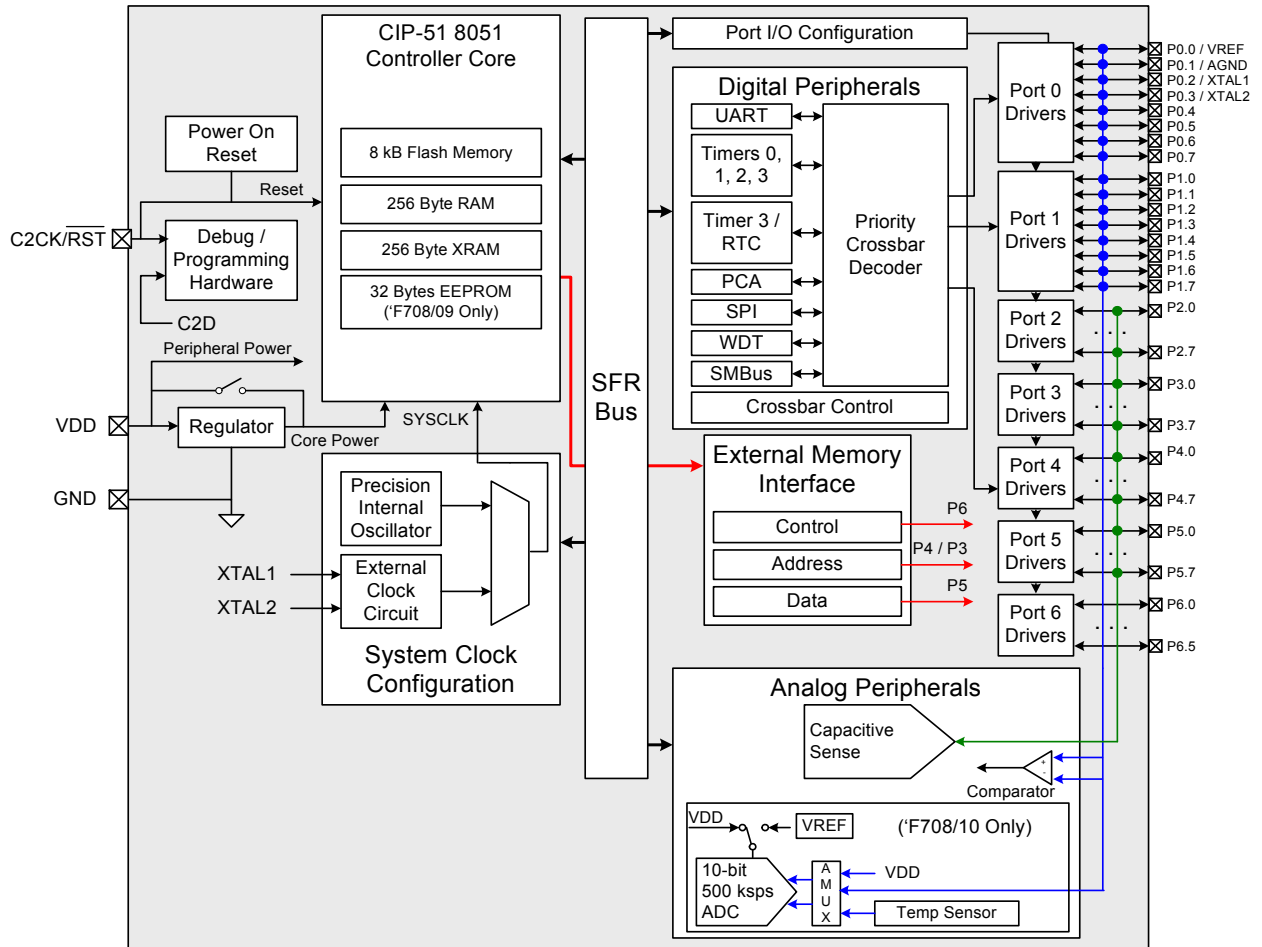 CIP-51 8051
Controller Core
8 kB Flash Memory
256 Byte RAM
256 Byte XRAM
32 Bytes EEPROM
('F708/09 Only)
Power On
Reset
Reset
C2CK/RST
Debug /
Programming
Hardware
C2D
Peripheral Power
VDD
Regulator
Core Power
GND
SYSCLK
Precision
Internal
Oscillator
XTAL1
XTAL2
External
Clock
Circuit
System Clock
Configuration
SFR
Bus
Port I/O Configuration
Digital Peripherals
UART
Timers 0,
1, 2, 3
Timer 3 /
RTC
PCA
SPI
WDT
SMBus
Priority
Crossbar
Decoder
Crossbar Control
External Memory
Interface
Control
P6
Address
P4 / P3
Data
P5
Port 0
Drivers
Port 1
Drivers
Port 2
Drivers
Port 3
Drivers
Port 4
Drivers
Port 5
Drivers
Port 6
Drivers
P0.0 / VREF
P0.1 / AGND
P0.2 / XTAL1
P0.3 / XTAL2
P0.4
P0.5
P0.6
P0.7
P1.0
P1.1
P1.2
P1.3
P1.4
P1.5
P1.6
P1.7
P2.0
. . .
P2.7
P3.0
. . .
P3.7
P4.0
. . .
P4.7
P5.0
. . .
P5.7
P6.0
. . .
P6.5
Analog Peripherals
Capacitive
Sense
+
-
Comparator
VDD
VREF
('F708/10 Only)
10-bit
500 ksps
ADC
A
M
U
X
VDD
Temp Sensor